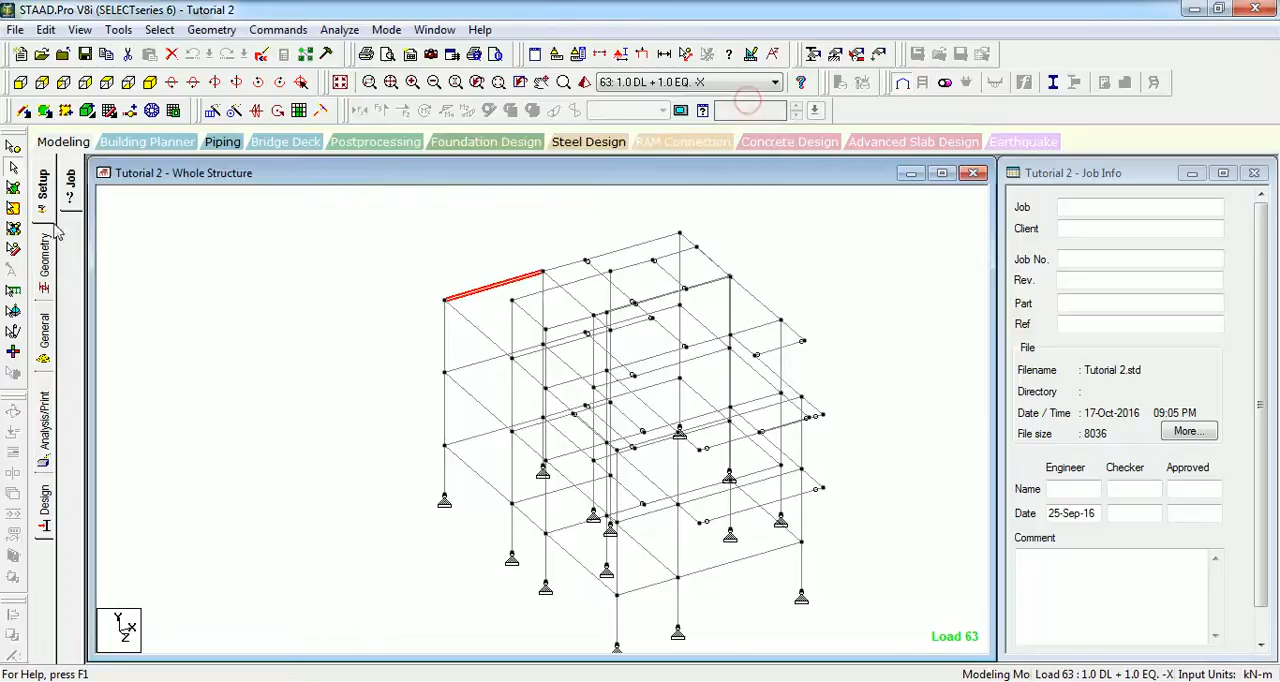 STAAD.Pro V8i (SELECTseries 6) - Tutorial 2
File Edit View Tools Select Geometry Commands Analyze Mode Window Help
63: 1.0 DL + 1.0 EQ. -X
Modeling Building Planner Piping Bridge Deck Postprocessing Foundation Design Steel Design RAM Connection Concrete Design Advanced Slab Design Earthquake
Setup
Geometry
General
Analysis/Print
Design
? Job
Tutorial 2 - Whole Structure
Y
X
Z
Load 63
Tutorial 2 - Job Info
Job
Client
Job No.
Rev.
Part
Ref
File
Filename : Tutorial 2.std
Directory :
Date / Time : 17-Oct-2016 09:05 PM
File size : 8036 More...
Engineer Checker Approved
Name
Date 25-Sep-16
Comment
For Help, press F1
Modeling Mo Load 63 : 1.0 DL + 1.0 EQ. -X Input Units: kN-m